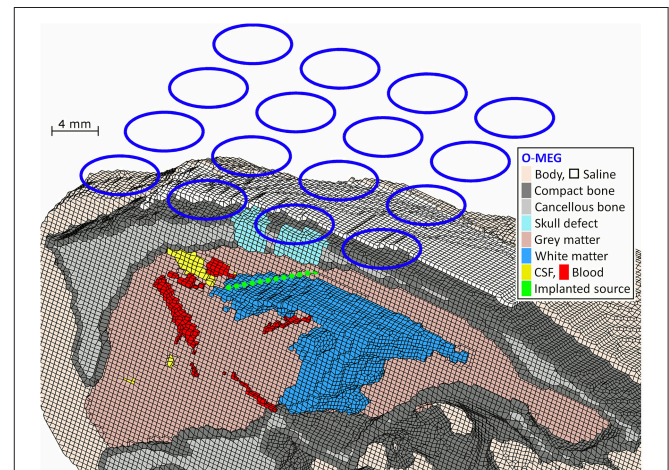 4 mm
O-MEG
Body, Saline
Compact bone
Cancellous bone
Skull defect
Grey matter
White matter
CSF, Blood
Implanted source